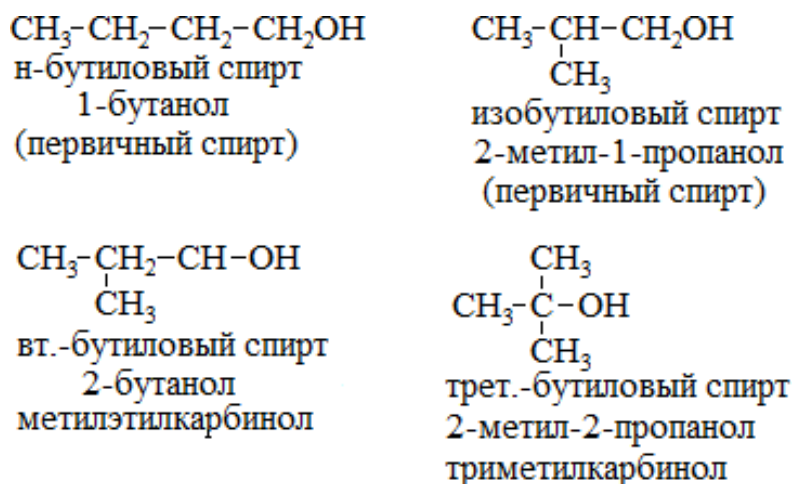 CH₃-CH₂-CH₂-CH₂OH
н-бутиловый спирт
1-бутанол
(первичный спирт)
CH₃-CH-CH₂OH
CH₃
изобутиловый спирт
2-метил-1-пропанол
(первичный спирт)
CH₃-CH₂-CH-OH
CH₃
вт.-бутиловый спирт
2-бутанол
метилэтилкарбинол
CH₃
CH₃-C-OH
CH₃
трет.-бутиловый спирт
2-метил-2-пропанол
триметилкарбинол